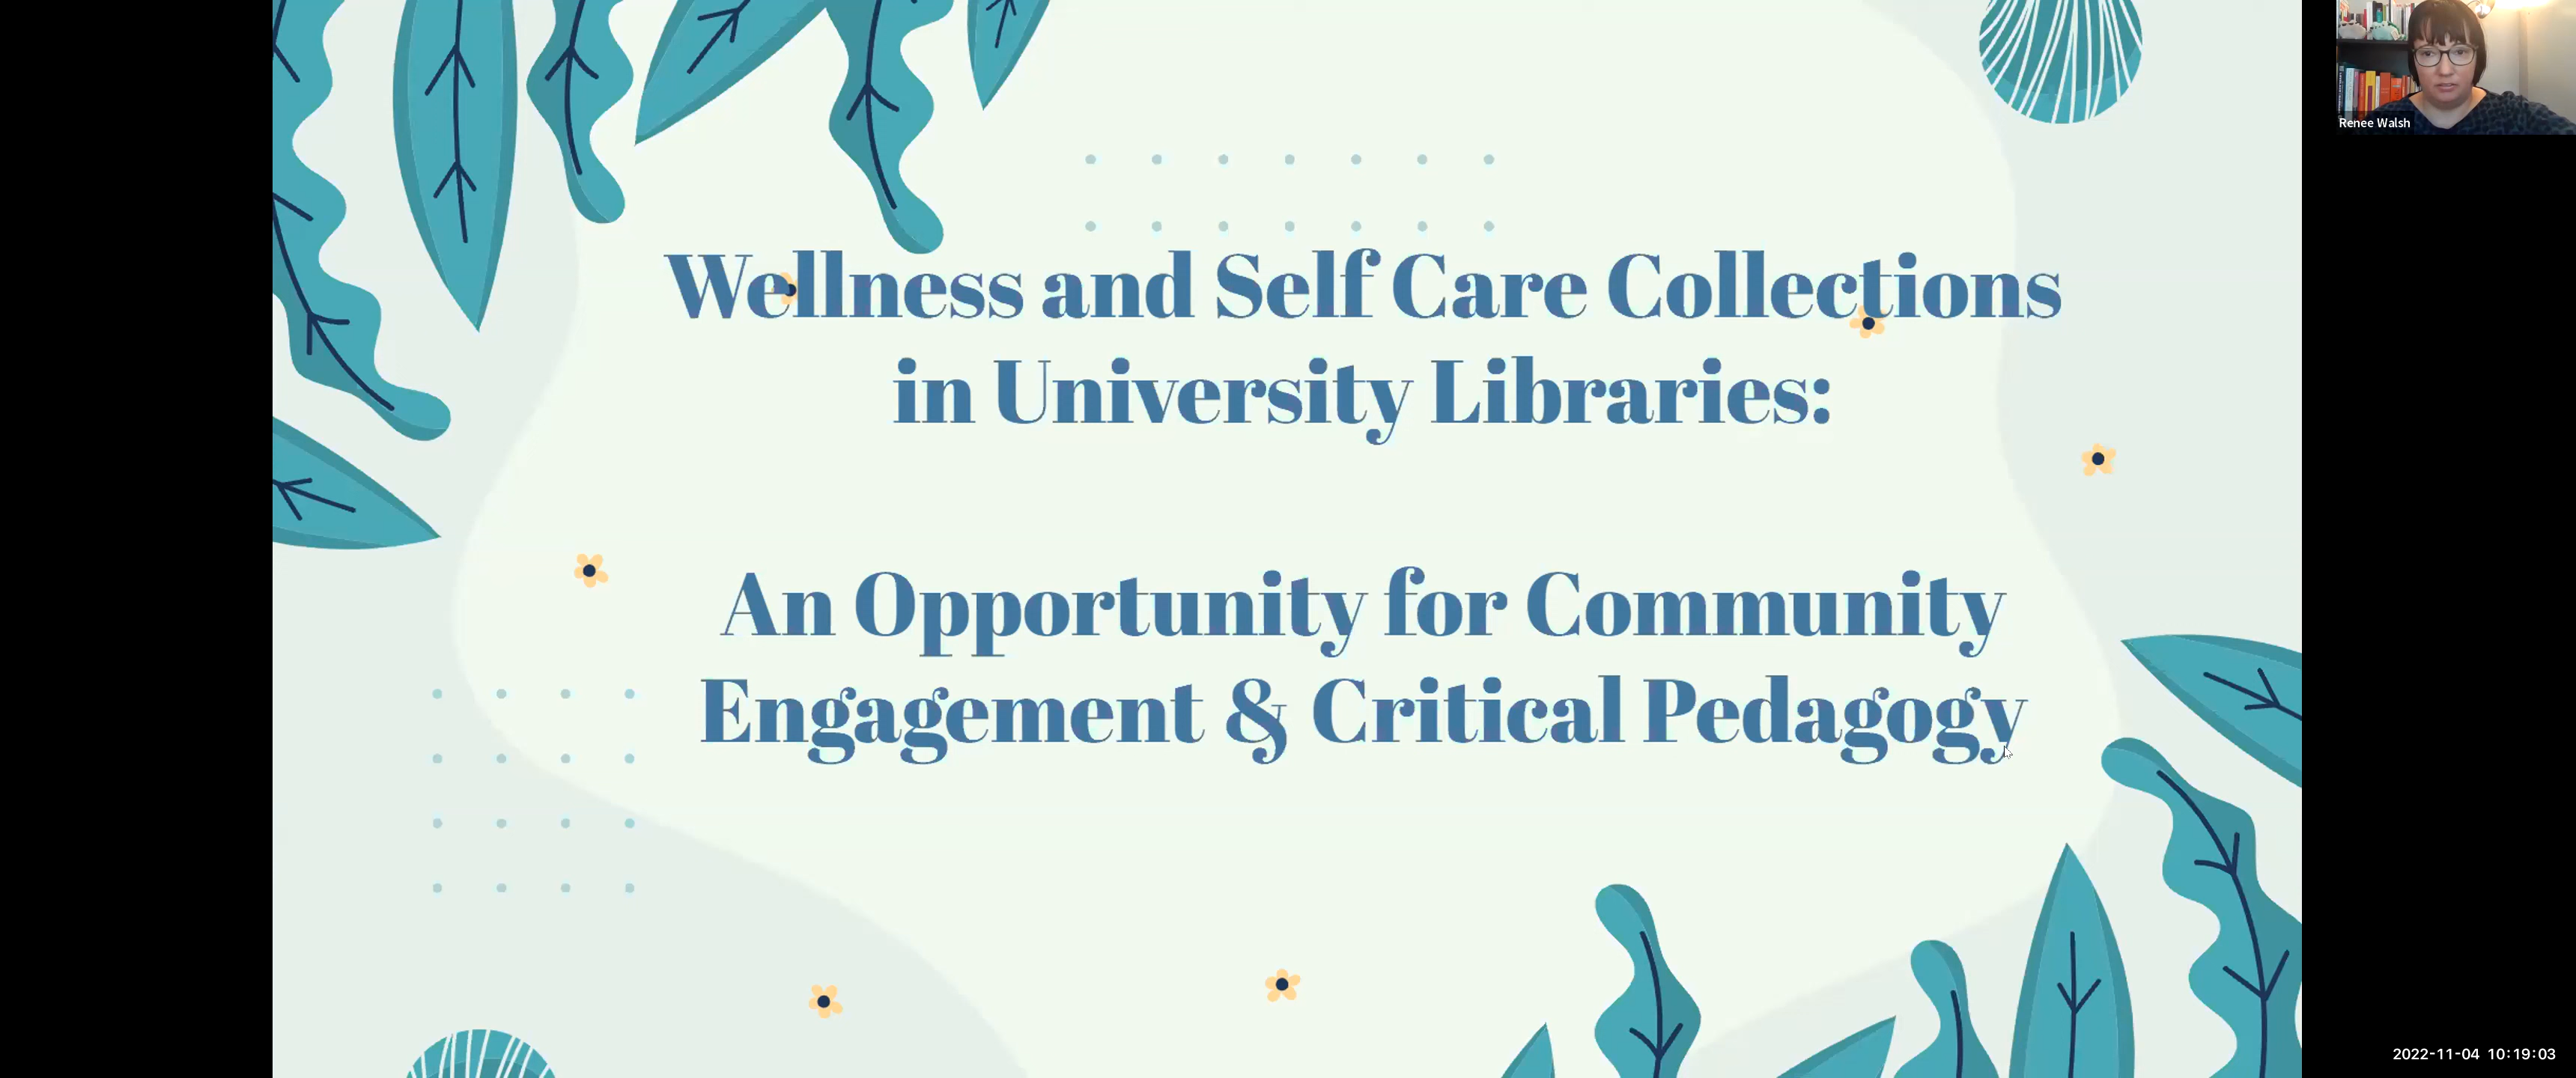 Wellness and Self Care Collections
in University Libraries:
An Opportunity for Community
Engagement & Critical Pedagogy
Renee Walsh
2022-11-04 10:19:03